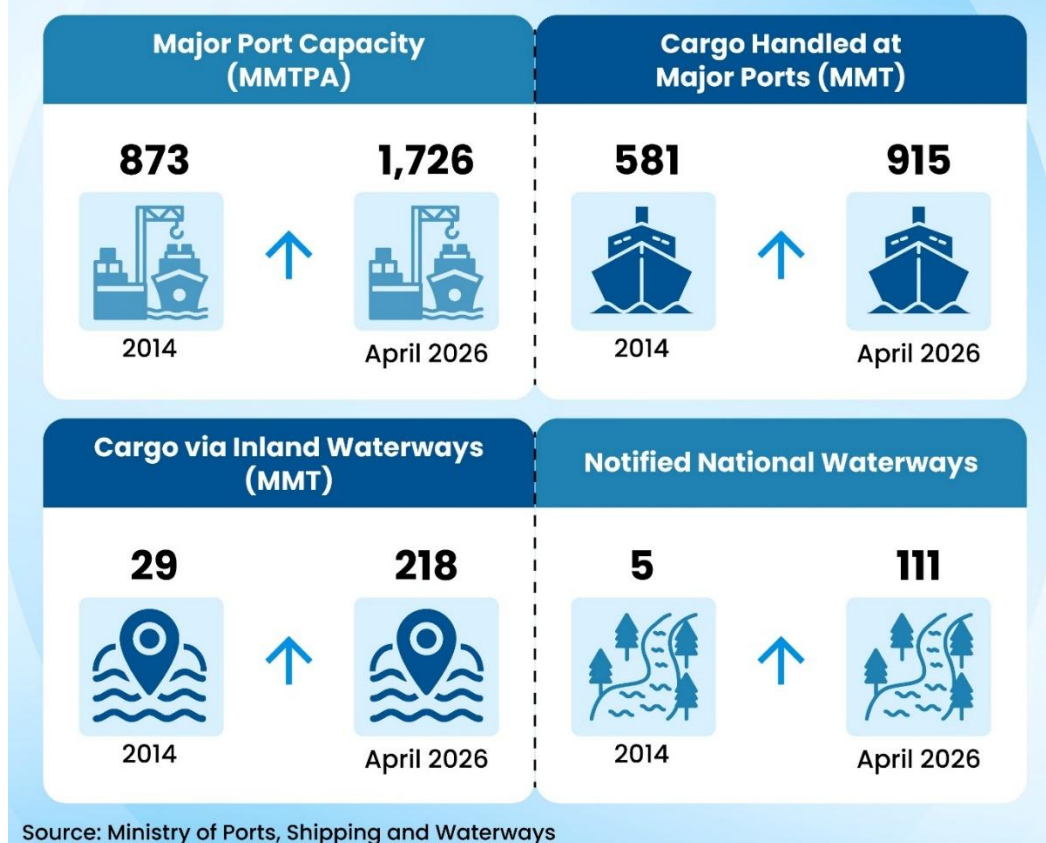 Major Port Capacity
(MMTPA)
873
1,726
2014
April 2026
Cargo Handled at
Major Ports (MMT)
581
915
2014
April 2026
Cargo via Inland Waterways
(MMT)
29
218
2014
April 2026
Notified National Waterways
5
111
2014
April 2026
Source: Ministry of Ports, Shipping and Waterways